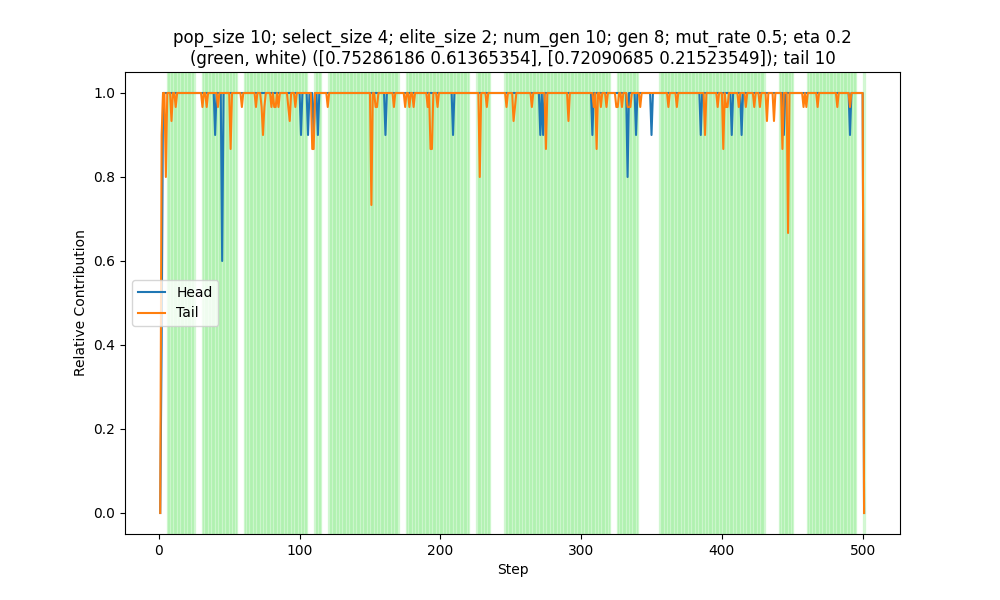 pop_size 10; select_size 4; elite_size 2; num_gen 10; gen 8; mut_rate 0.5; eta 0.2
(green, white) ([0.75286186 0.61365354], [0.72090685 0.21523549]); tail 10
1.0
0.8
0.6
0.4
0.2
0.0
Relative Contribution
Head
Tail
0 100 200 300 400 500
Step